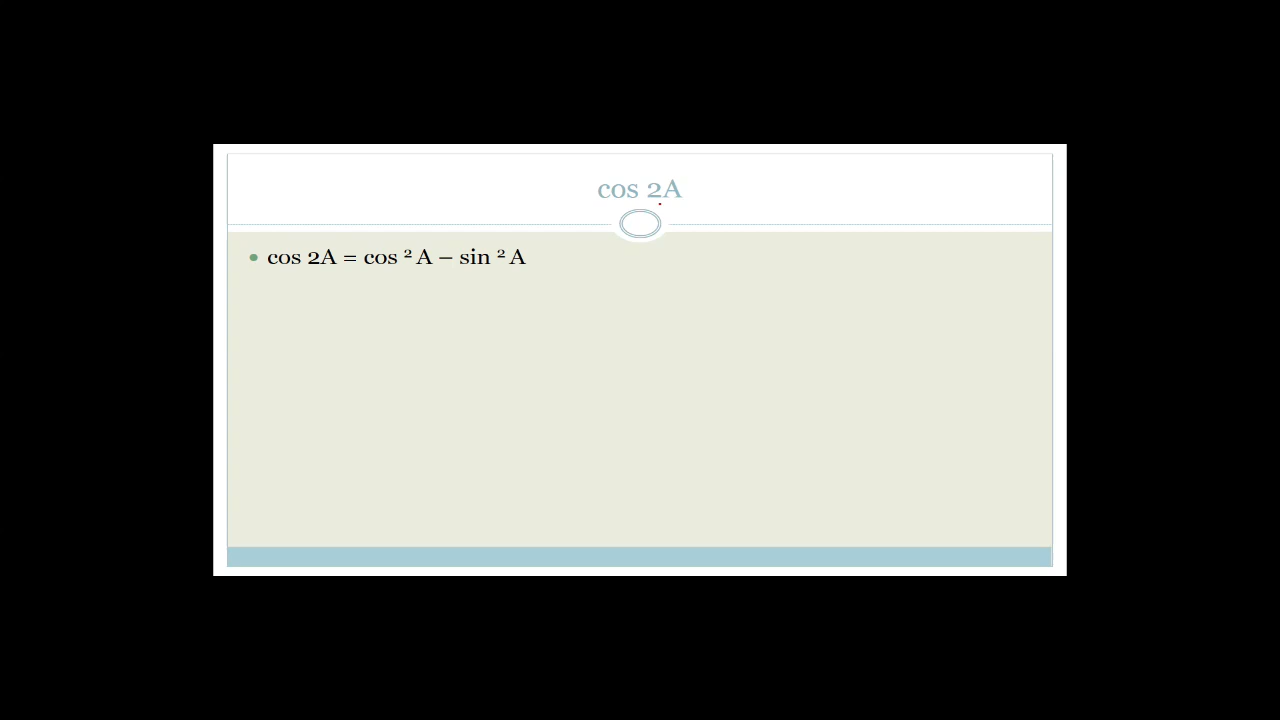 cos 2A
• cos 2A = cos ² A – sin ² A